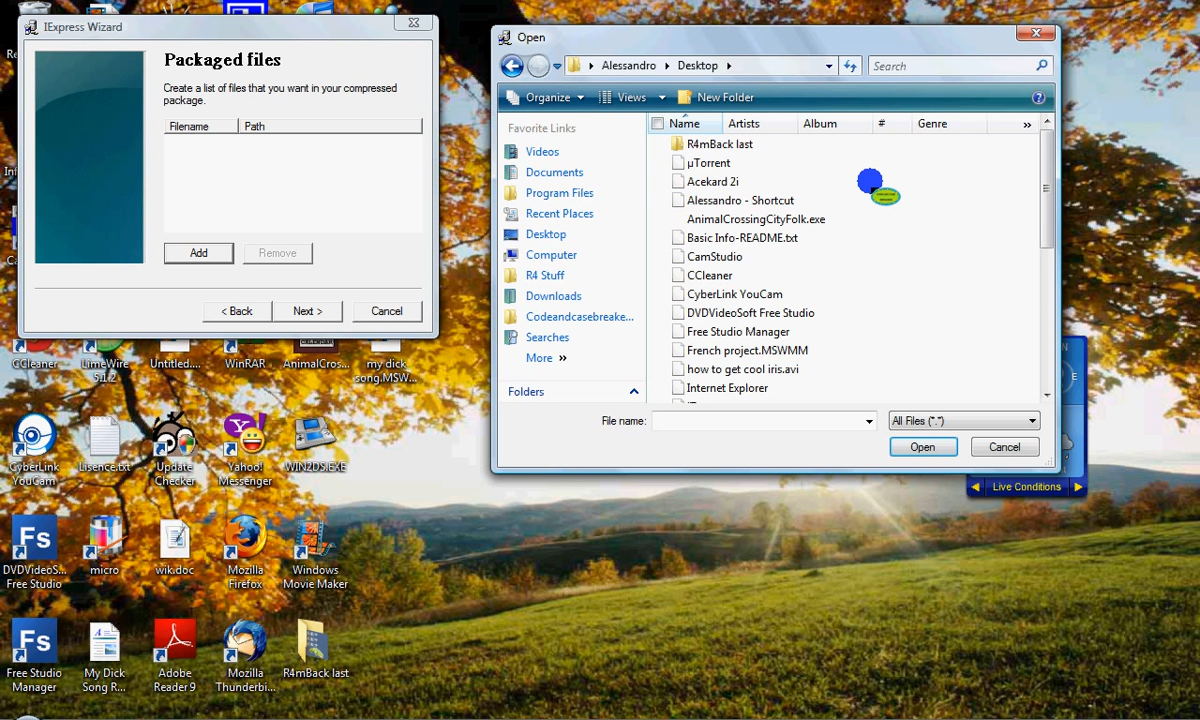 IExpress Wizard
Packaged files
Create a list of files that you want in your compressed
package.
Filename
Path
Add
Remove
< Back
Next >
Cancel
Open
Alessandro
Desktop
Search
Organize
Views
New Folder
Favorite Links
Videos
Documents
Program Files
Recent Places
Desktop
Computer
R4 Stuff
Downloads
Codeandcasebreake...
Searches
More »
Folders
Name
Artists
Album
#
Genre
»
R4mBack last
µTorrent
Acekard 2i
Alessandro - Shortcut
AnimalCrossingCityFolk.exe
Basic Info-README.txt
CamStudio
CCleaner
CyberLink YouCam
DVDVideoSoft Free Studio
Free Studio Manager
French project.MSWMM
how to get cool iris.avi
Internet Explorer
File name:
All Files (*.*)
Open
Cancel
E
Live Conditions
CCleaner
LimeWire
5.1.2
Untitled....
WinRAR
AnimalCros...
my dick
song.MSW...
CyberLink
YouCam
Lisence.txt
Update
Checker
Yahoo!
Messenger
WIN2DS.EXE
Fs
DVDVideoS...
Free Studio
micro
wik.doc
Mozilla
Firefox
Windows
Movie Maker
Fs
Free Studio
Manager
My Dick
Song R...
Adobe
Reader 9
Mozilla
Thunderbi...
R4mBack last